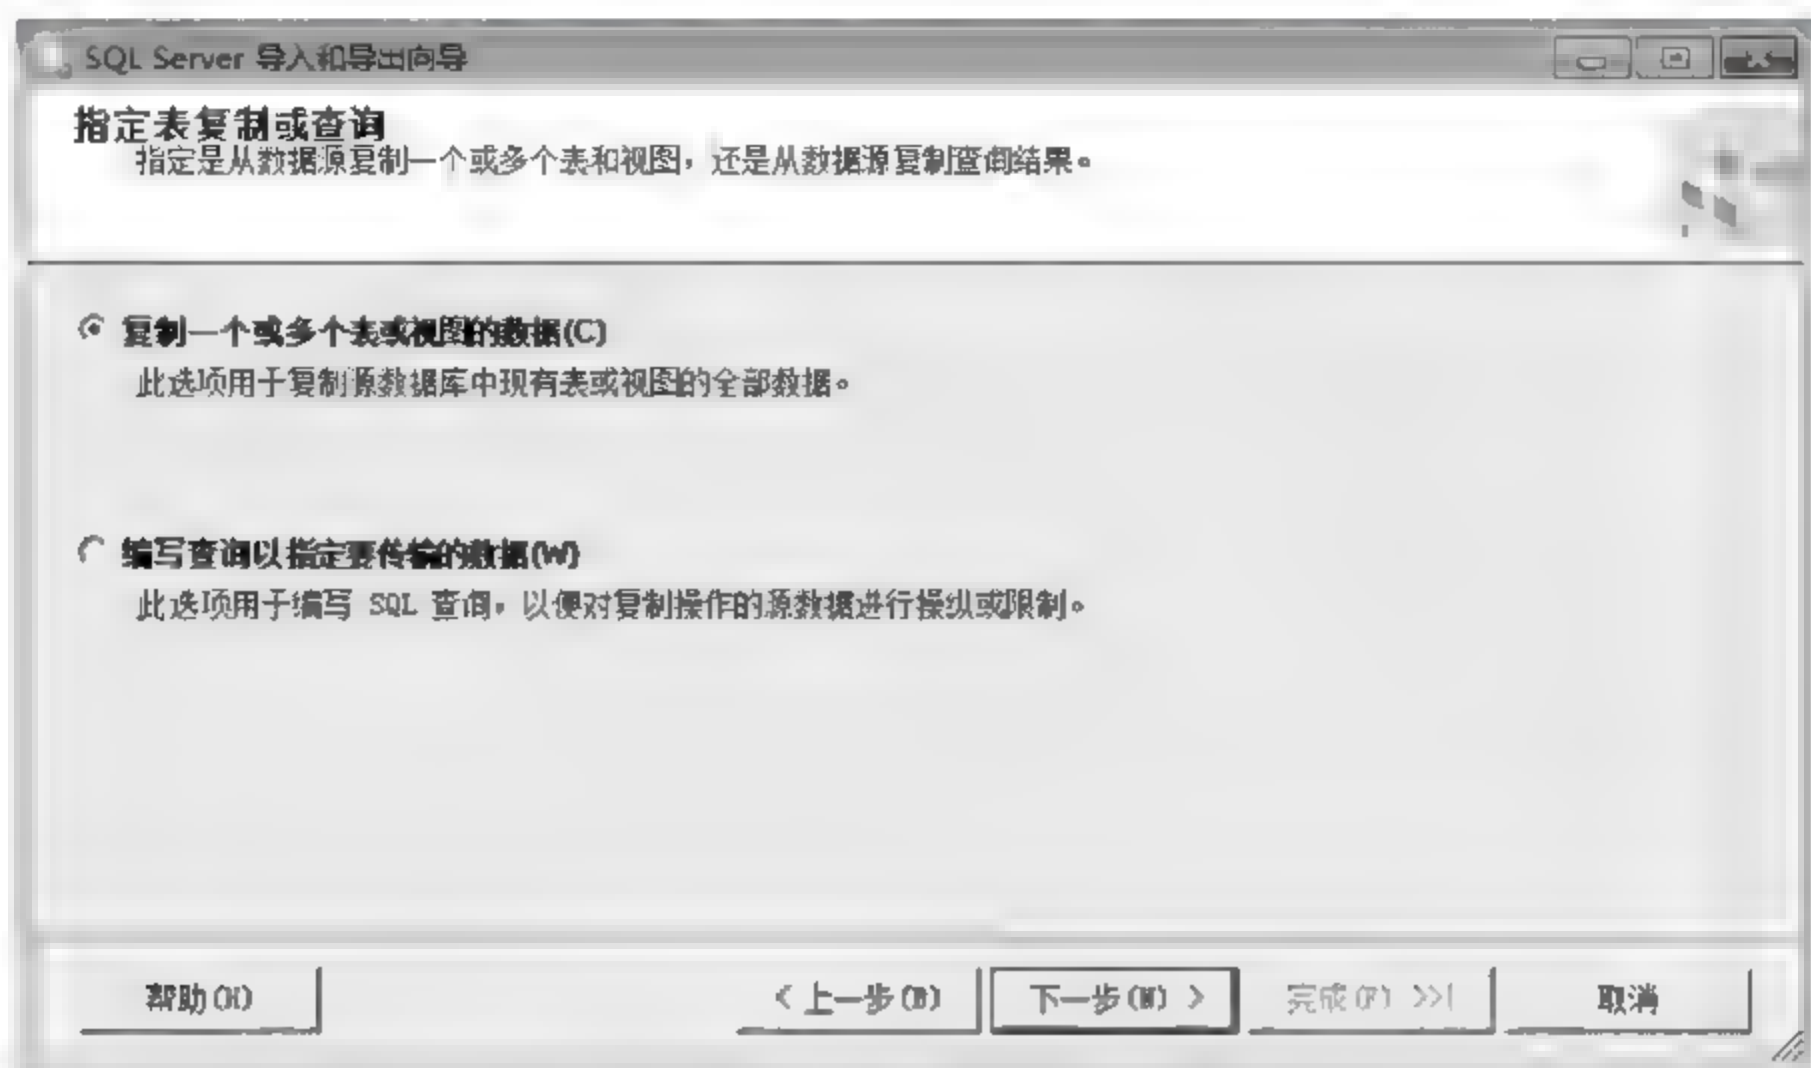 SQL Server 导入和导出向导
指定表复制或查询
指定是从数据源复制一个或多个表和视图，还是从数据源复制查询结果。
复制一个或多个表或视图的数据(C)
此选项用于复制源数据库中现有表或视图的全部数据。
编写查询以指定要传输的数据(W)
此选项用于编写 SQL 查询，以便对复制操作的源数据进行操纵或限制。
帮助(H) < 上一步(B) 下一步(N) > 完成(F) >>| 取消